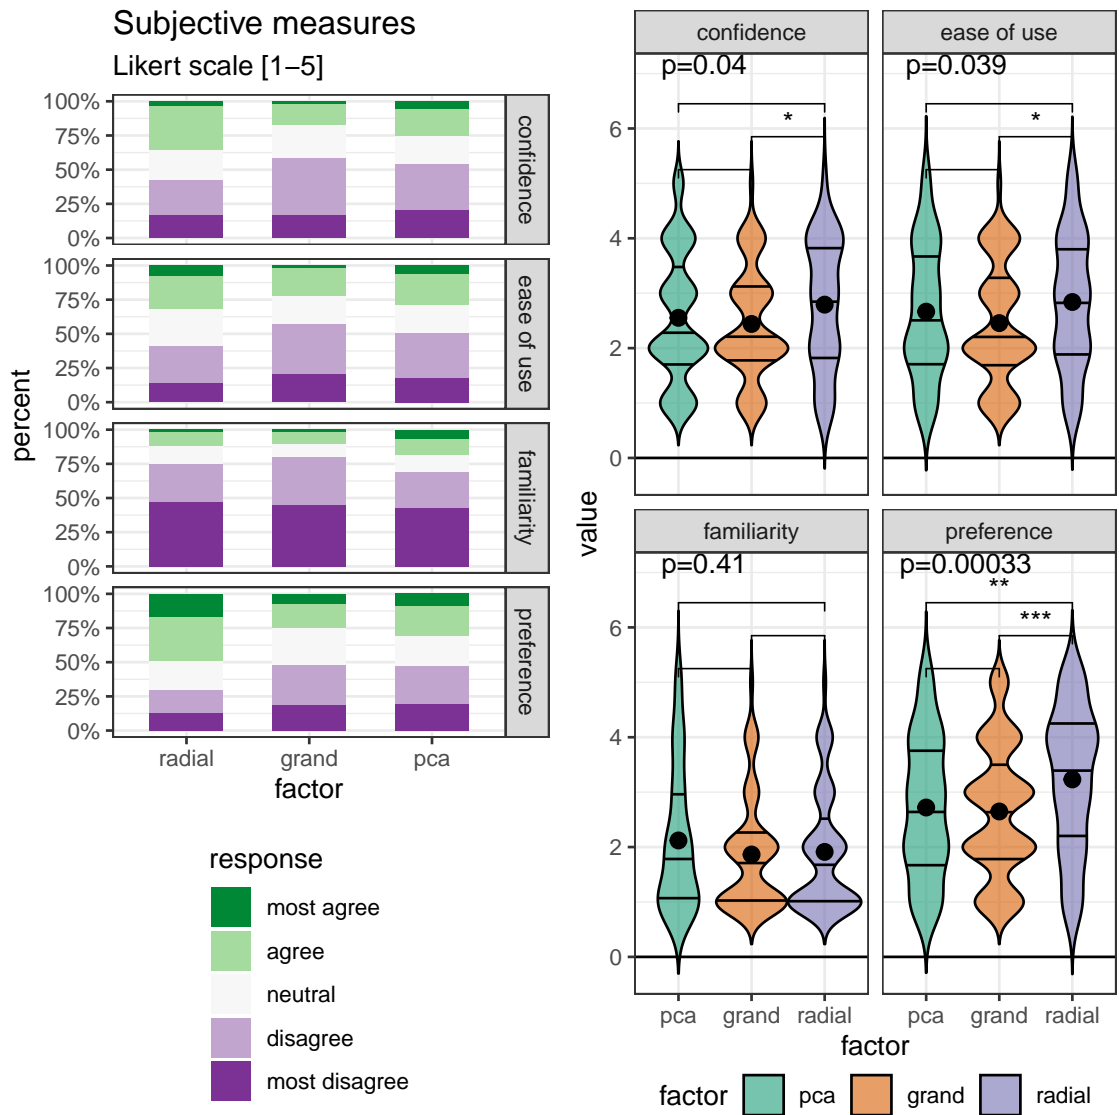 Subjective measures
Likert scale [1–5]
percent
100%
75%
50%
25%
0%
confidence
100%
75%
50%
25%
0%
ease of use
100%
75%
50%
25%
0%
familiarity
100%
75%
50%
25%
0%
preference
radial grand pca
factor
response
most agree
agree
neutral
disagree
most disagree
value
confidence
p=0.04
*
6
4
2
0
ease of use
p=0.039
*
familiarity
p=0.41
6
4
2
0
preference
p=0.00033
**
***
pca grand radial
pca grand radial
factor
factor pca grand radial